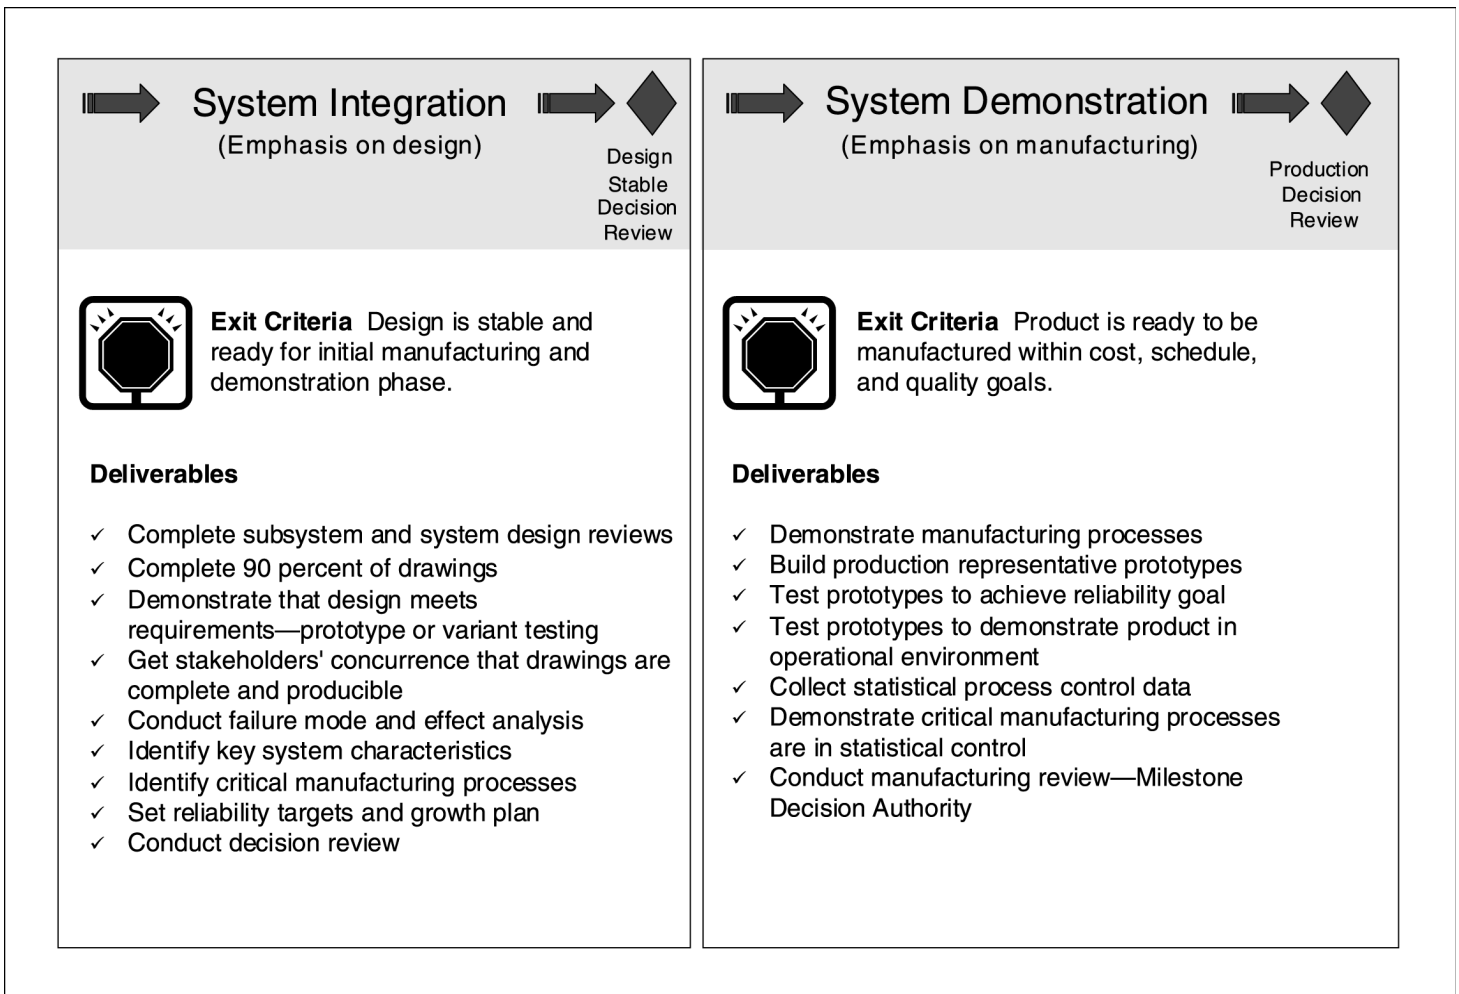 System Integration
(Emphasis on design)
Design
Stable
Decision
Review
Exit Criteria  Design is stable and
ready for initial manufacturing and
demonstration phase.
Deliverables
✓ Complete subsystem and system design reviews
✓ Complete 90 percent of drawings
✓ Demonstrate that design meets
requirements—prototype or variant testing
✓ Get stakeholders' concurrence that drawings are
complete and producible
✓ Conduct failure mode and effect analysis
✓ Identify key system characteristics
✓ Identify critical manufacturing processes
✓ Set reliability targets and growth plan
✓ Conduct decision review
System Demonstration
(Emphasis on manufacturing)
Production
Decision
Review
Exit Criteria  Product is ready to be
manufactured within cost, schedule,
and quality goals.
Deliverables
✓ Demonstrate manufacturing processes
✓ Build production representative prototypes
✓ Test prototypes to achieve reliability goal
✓ Test prototypes to demonstrate product in
operational environment
✓ Collect statistical process control data
✓ Demonstrate critical manufacturing processes
are in statistical control
✓ Conduct manufacturing review—Milestone
Decision Authority